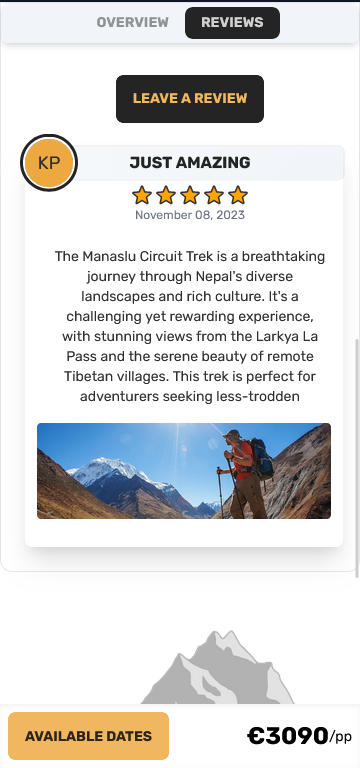 OVERVIEW
REVIEWS
LEAVE A REVIEW
KP
JUST AMAZING
November 08, 2023
The Manaslu Circuit Trek is a breathtaking
journey through Nepal's diverse
landscapes and rich culture. It's a
challenging yet rewarding experience,
with stunning views from the Larkya La
Pass and the serene beauty of remote
Tibetan villages. This trek is perfect for
adventurers seeking less-trodden
AVAILABLE DATES
€3090/pp